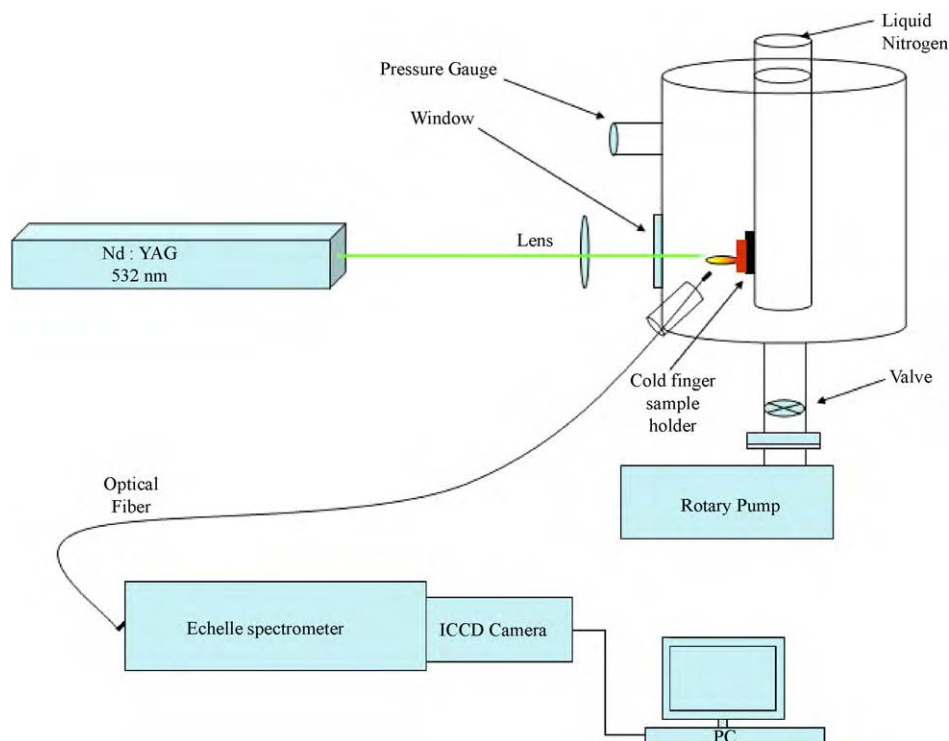 Liquid
Nitrogen
Pressure Gauge
Window
Lens
Nd : YAG
532 nm
Cold finger
sample
holder
Valve
Rotary Pump
Optical
Fiber
Echelle spectrometer
ICCD Camera
PC